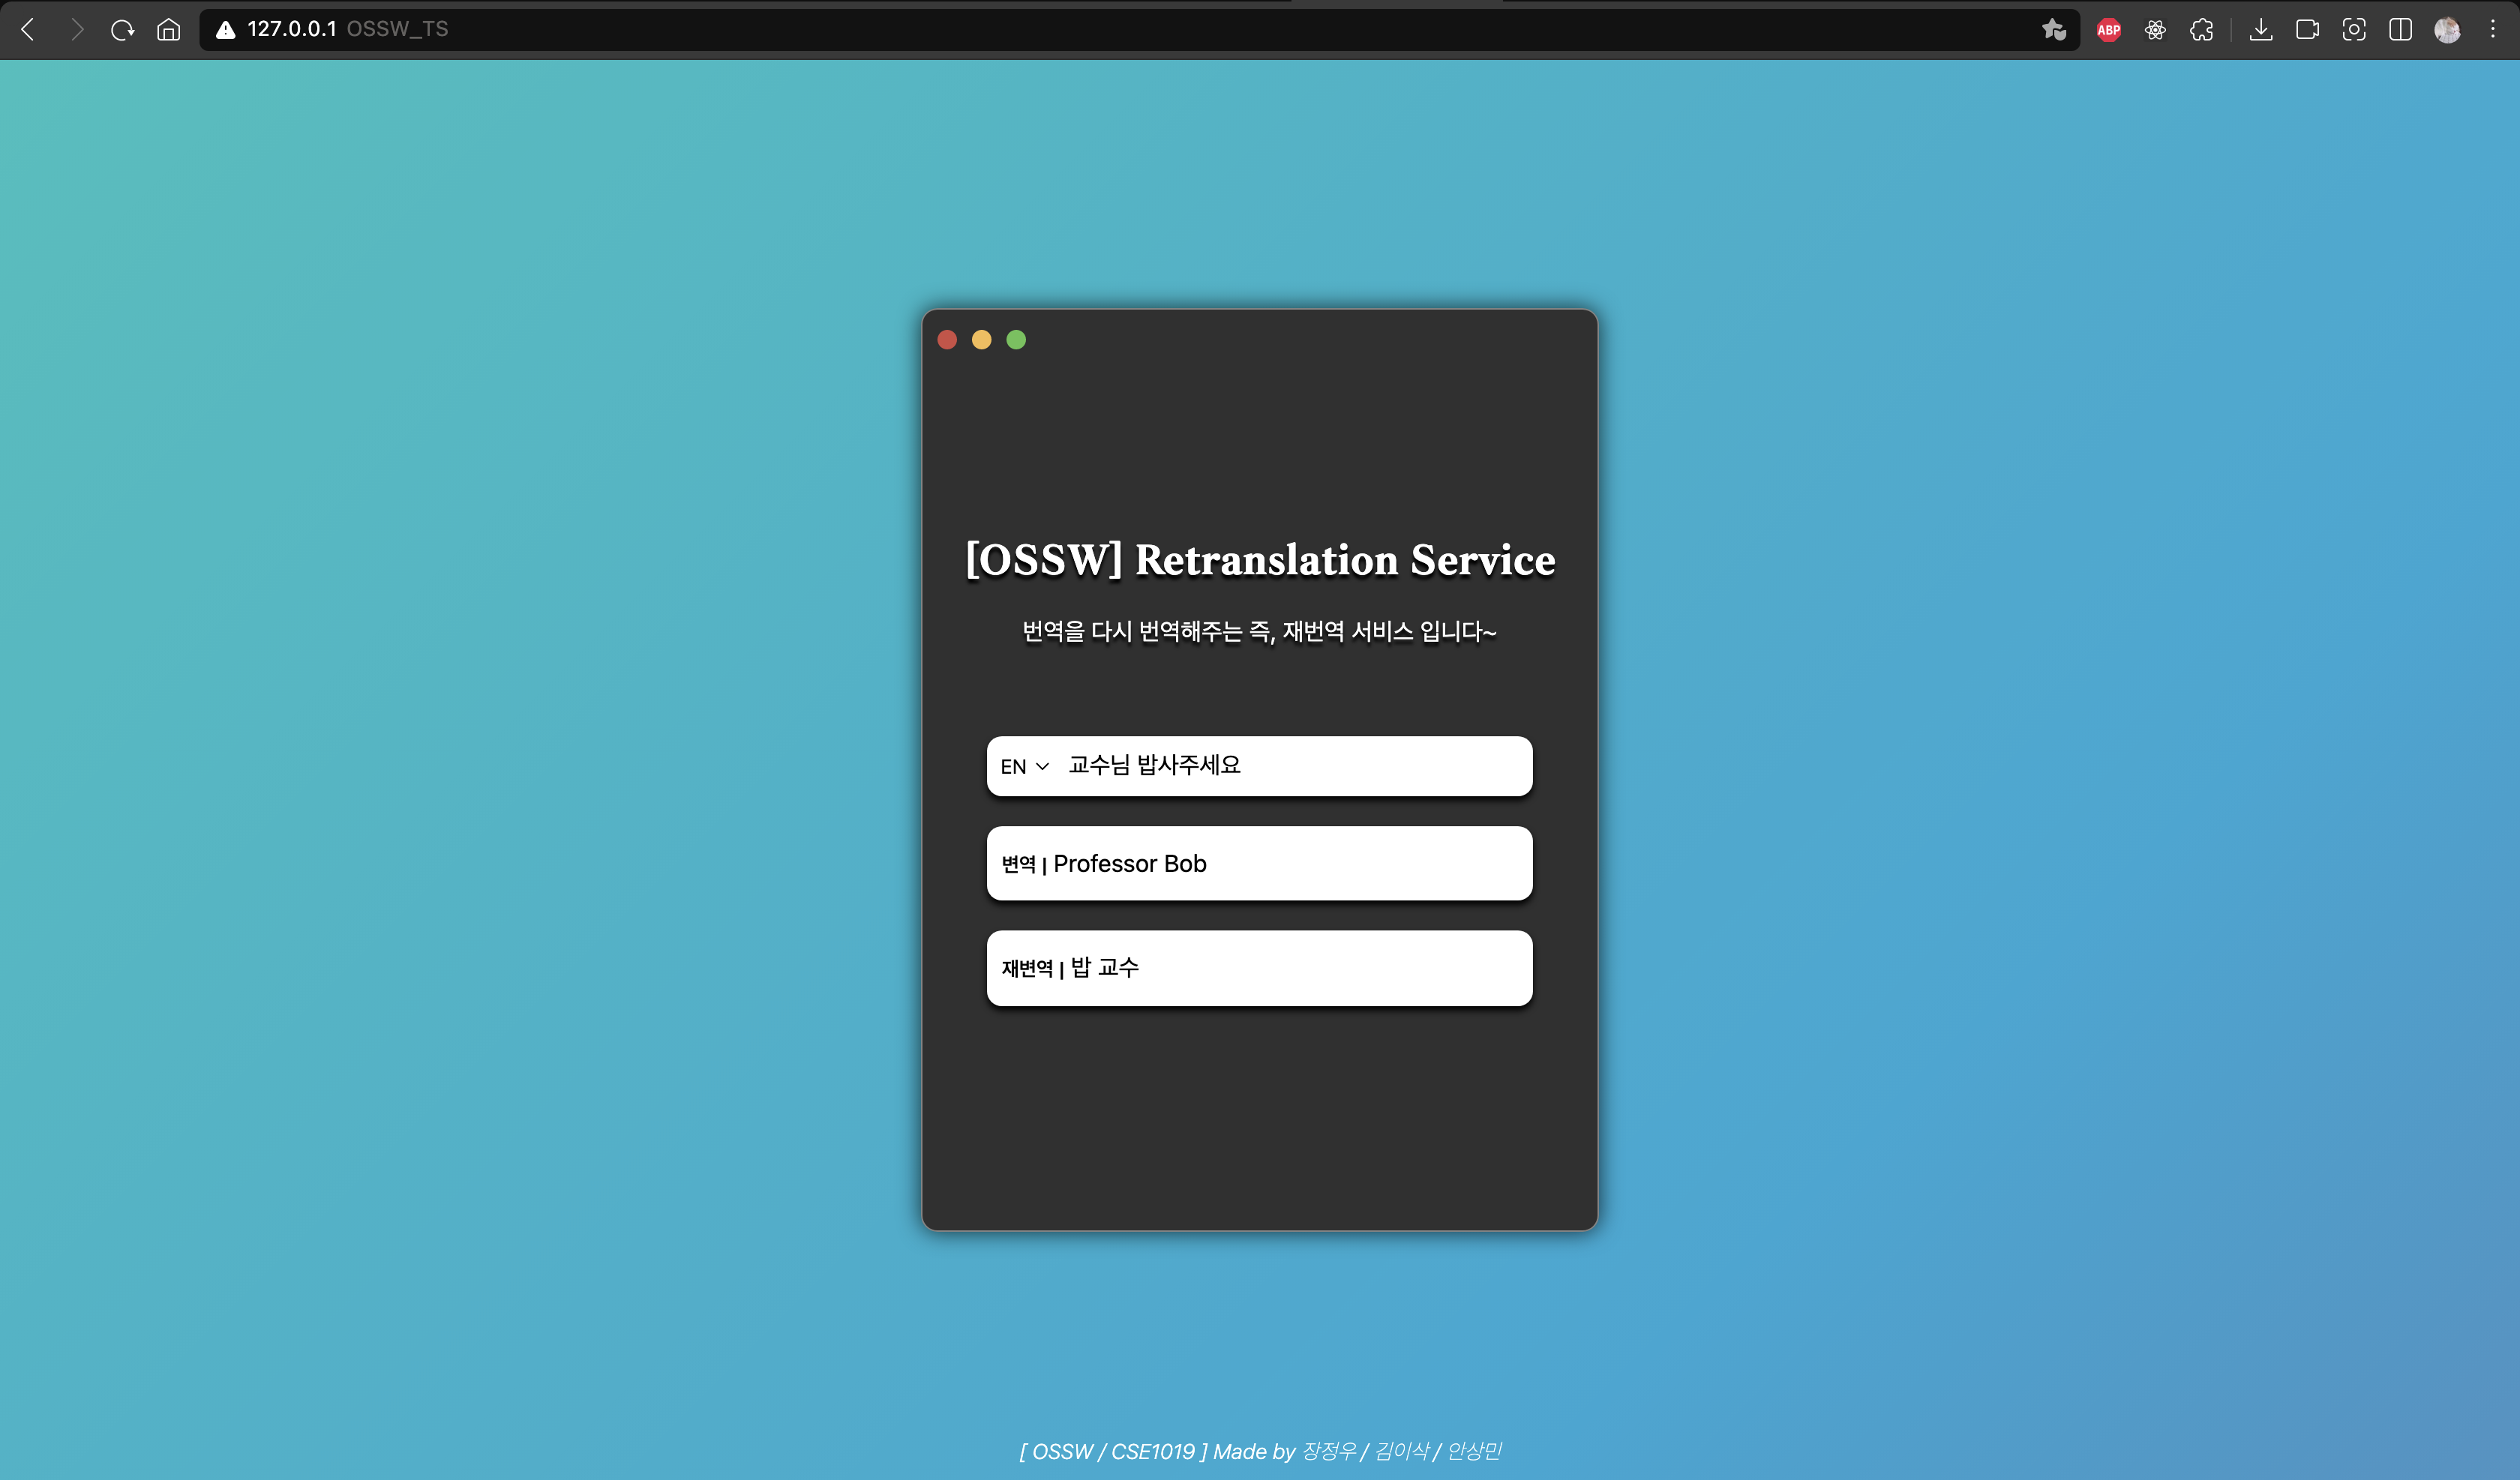 127.0.0.1 OSSW_TS
ABP
[OSSW] Retranslation Service
번역을 다시 번역해주는 즉, 재번역 서비스 입니다~
EN 교수님 밥사주세요
변역 | Professor Bob
재변역 | 밥 교수
[ OSSW / CSE1019 ] Made by 장정우 / 김이삭 / 안상민